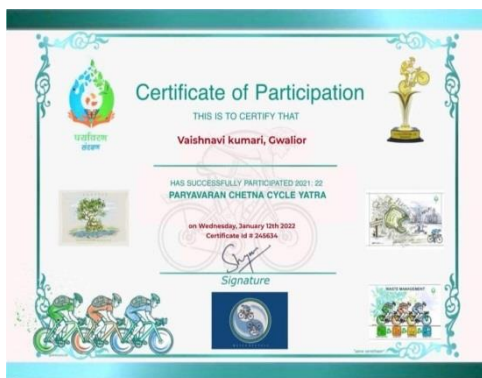 Certificate of Participation
THIS IS TO CERTIFY THAT
पर्यावरण
संरक्षण
Vaishnavi kumari, Gwalior
HAS SUCCESSFULLY PARTICIPATED 2021: 22
PARYAVARAN CHETNA CYCLE YATRA
on Wednesday, January 12th 2022
Certificate id # 245634
Signature
WASTE MANAGEMENT